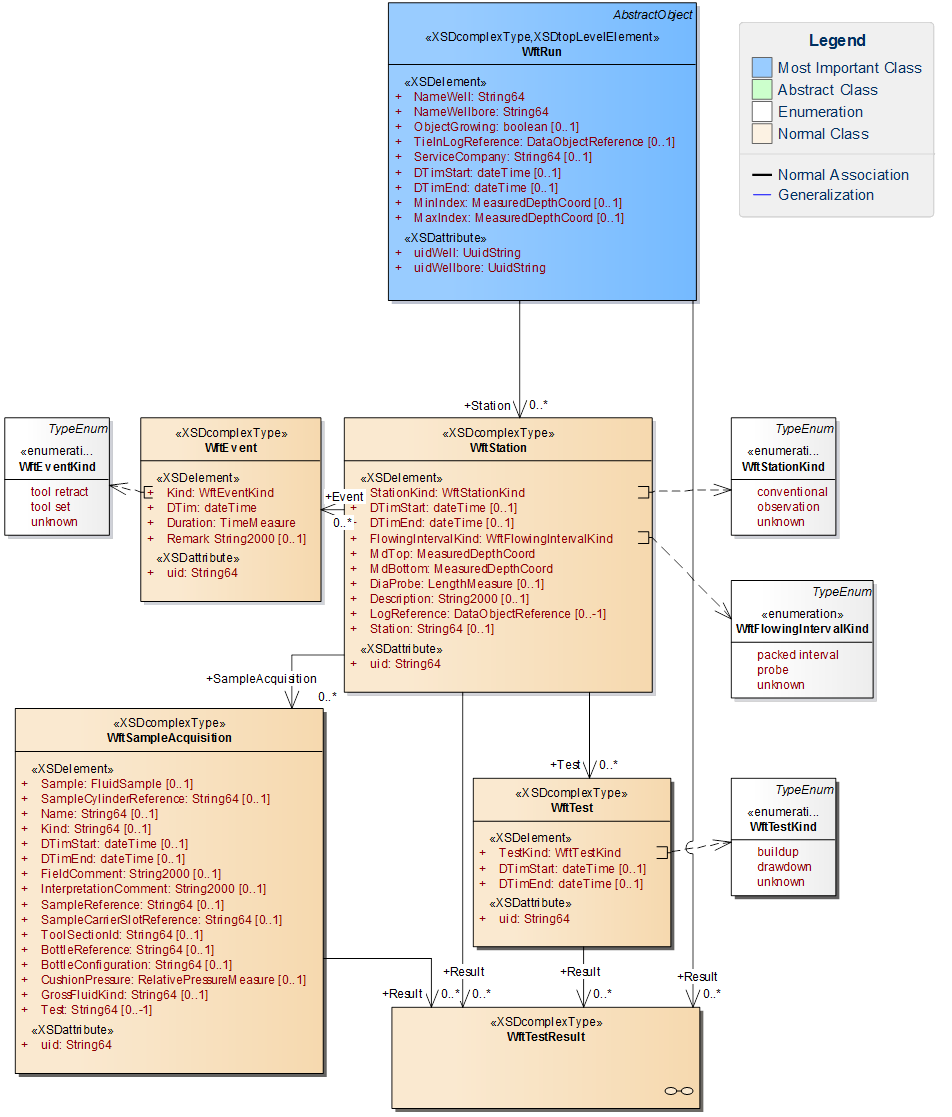 AbstractObject
«XSDcomplexType,XSDtopLevelElement»
WftRun
«XSDelement»
+ NameWell: String64
+ NameWellbore: String64
+ ObjectGrowing: boolean [0..1]
+ TieInLogReference: DataObjectReference [0..1]
+ ServiceCompany: String64 [0..1]
+ DTimStart: dateTime [0..1]
+ DTimEnd: dateTime [0..1]
+ MinIndex: MeasuredDepthCoord [0..1]
+ MaxIndex: MeasuredDepthCoord [0..1]
«XSDattribute»
+ uidWell: UuidString
+ uidWellbore: UuidString
Legend
Most Important Class
Abstract Class
Enumeration
Normal Class
Normal Association
Generalization
+Station 0..*
TypeEnum
«enumerati...
WftEventKind
tool retract
tool set
unknown
«XSDcomplexType»
WftEvent
«XSDelement»
+ Kind: WftEventKind
+ DTim: dateTime
+ Duration: TimeMeasure
+ Remark: String2000 [0..1]
«XSDattribute»
+ uid: String64
+Event
0..*
«XSDcomplexType»
WftStation
«XSDelement»
StationKind: WftStationKind
DTimStart: dateTime [0..1]
DTimEnd: dateTime [0..1]
+ FlowingIntervalKind: WftFlowingIntervalKind
+ MdTop: MeasuredDepthCoord
+ MdBottom: MeasuredDepthCoord
+ DiaProbe: LengthMeasure [0..1]
+ Description: String2000 [0..1]
+ LogReference: DataObjectReference [0..-1]
+ Station: String64 [0..1]
«XSDattribute»
+ uid: String64
TypeEnum
«enumerati...
WftStationKind
conventional
observation
unknown
TypeEnum
«enumeration»
WftFlowingIntervalKind
packed interval
probe
unknown
+SampleAcquisition
0..*
«XSDcomplexType»
WftSampleAcquisition
«XSDelement»
+ Sample: FluidSample [0..1]
+ SampleCylinderReference: String64 [0..1]
+ Name: String64 [0..1]
+ Kind: String64 [0..1]
+ DTimStart: dateTime [0..1]
+ DTimEnd: dateTime [0..1]
+ FieldComment: String2000 [0..1]
+ InterpretationComment: String2000 [0..1]
+ SampleReference: String64 [0..1]
+ SampleCarrierSlotReference: String64 [0..1]
+ ToolSectionId: String64 [0..1]
+ BottleReference: String64 [0..1]
+ BottleConfiguration: String64 [0..1]
+ CushionPressure: RelativePressureMeasure [0..1]
+ GrossFluidKind: String64 [0..1]
+ Test: String64 [0..-1]
«XSDattribute»
+ uid: String64
+Test 0..*
«XSDcomplexType»
WftTest
«XSDelement»
+ TestKind: WftTestKind
+ DTimStart: dateTime [0..1]
+ DTimEnd: dateTime [0..1]
«XSDattribute»
+ uid: String64
TypeEnum
«enumerati...
WftTestKind
buildup
drawdown
unknown
+Result 0..*
+Result 0..*
+Result 0..*
+Result 0..*
«XSDcomplexType»
WftTestResult